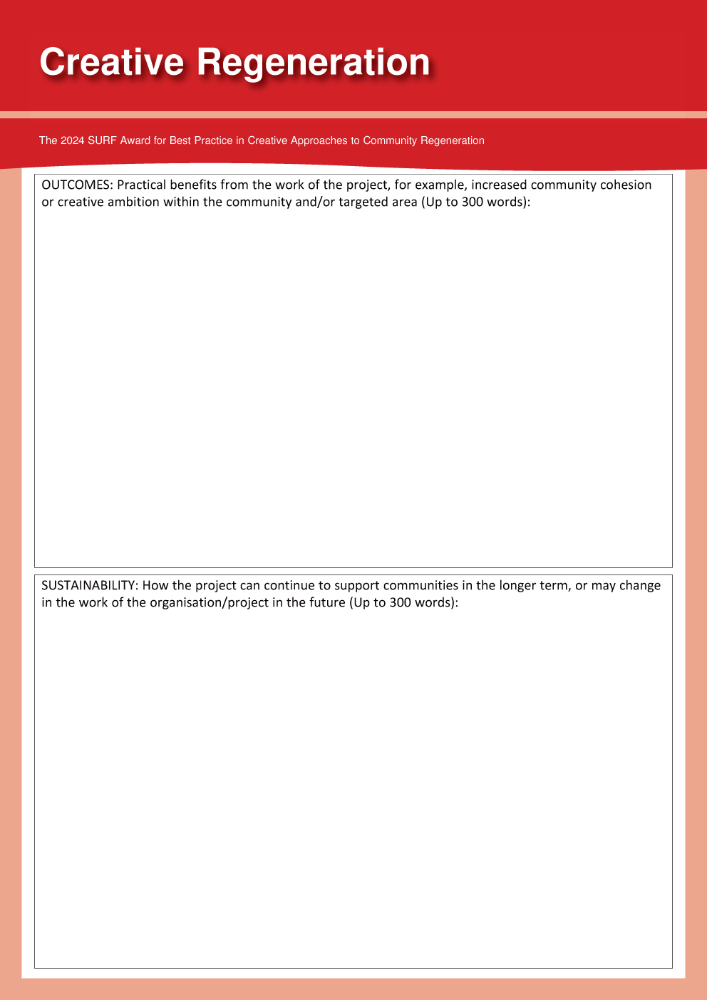 Creative Regeneration
The 2024 SURF Award for Best Practice in Creative Approaches to Community Regeneration
OUTCOMES: Practical benefits from the work of the project, for example, increased community cohesion
or creative ambition within the community and/or targeted area (Up to 300 words):
SUSTAINABILITY: How the project can continue to support communities in the longer term, or may change
in the work of the organisation/project in the future (Up to 300 words):